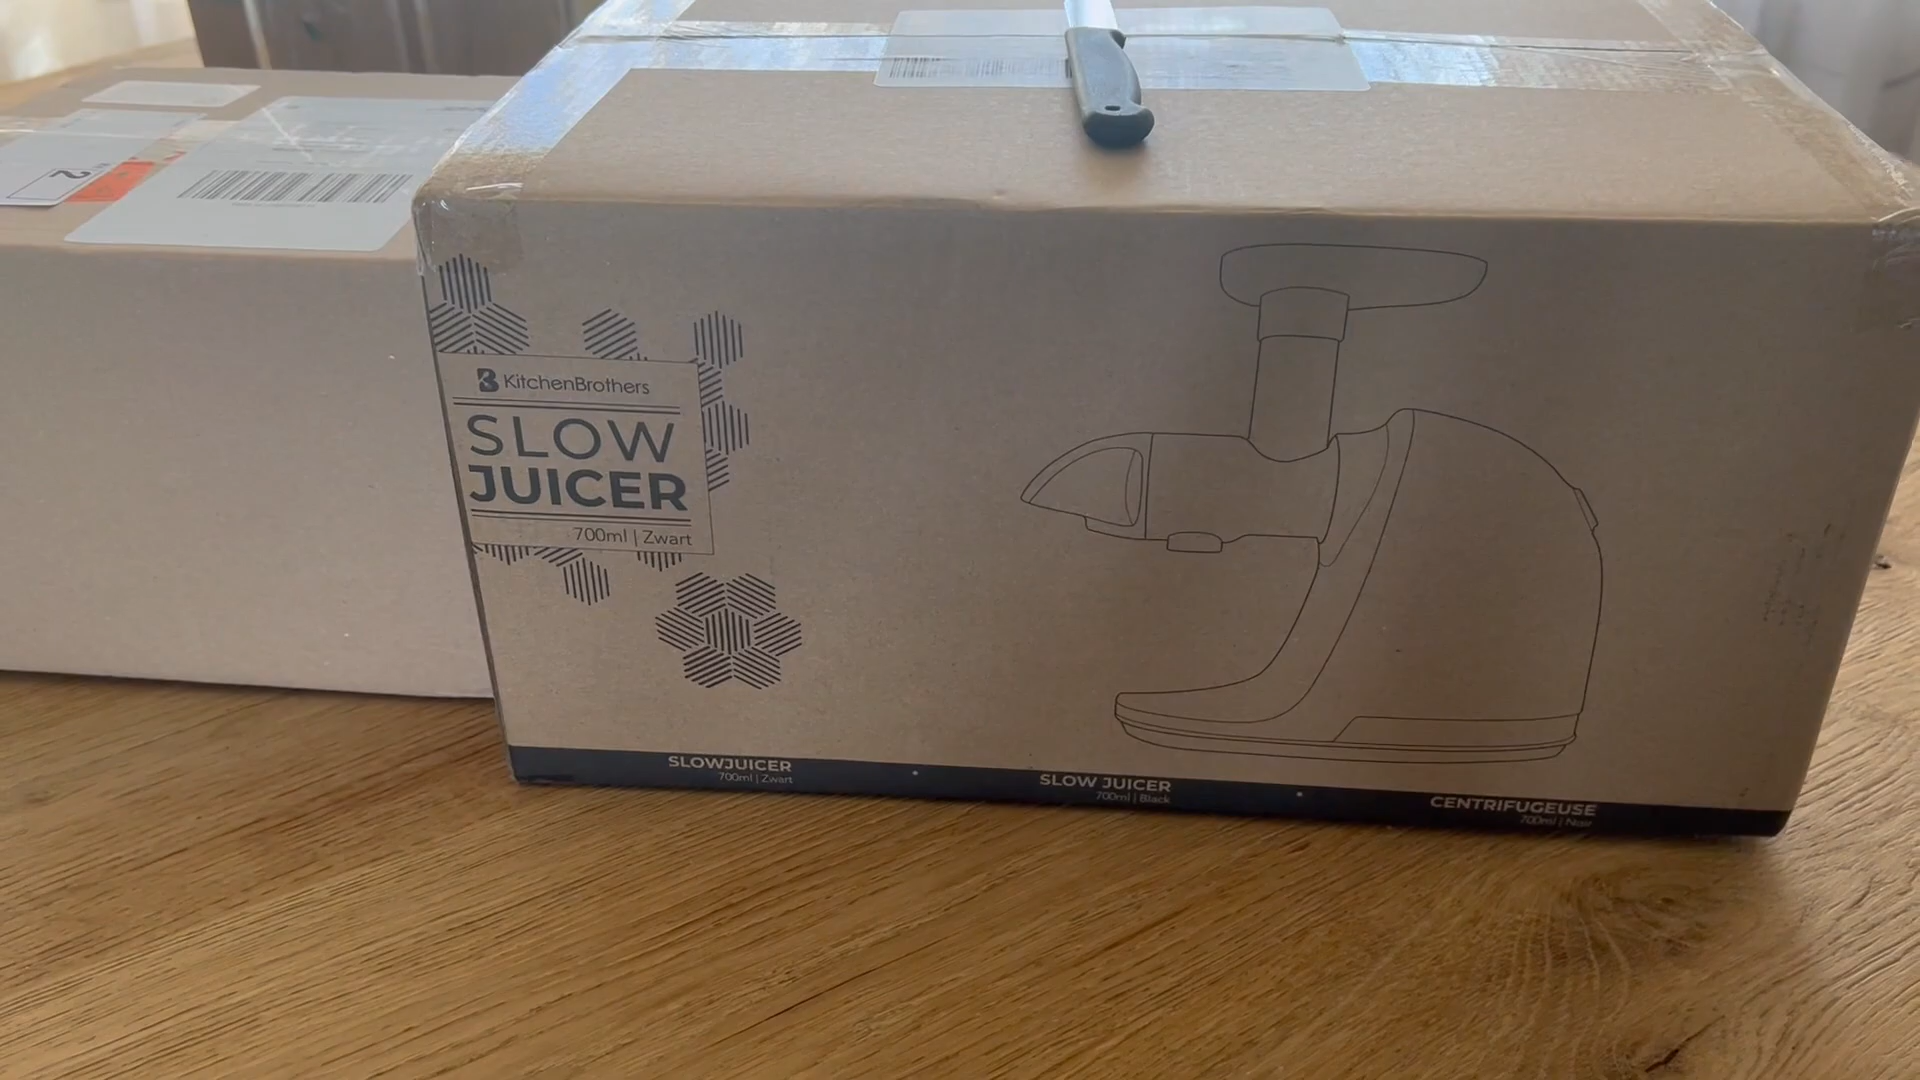 2
KitchenBrothers
SLOW
JUICER
700ml | Zwart
SLOWJUICER
700ml | Zwart
SLOW JUICER
700ml | Black
CENTRIFUGEUSE
700ml | Noir